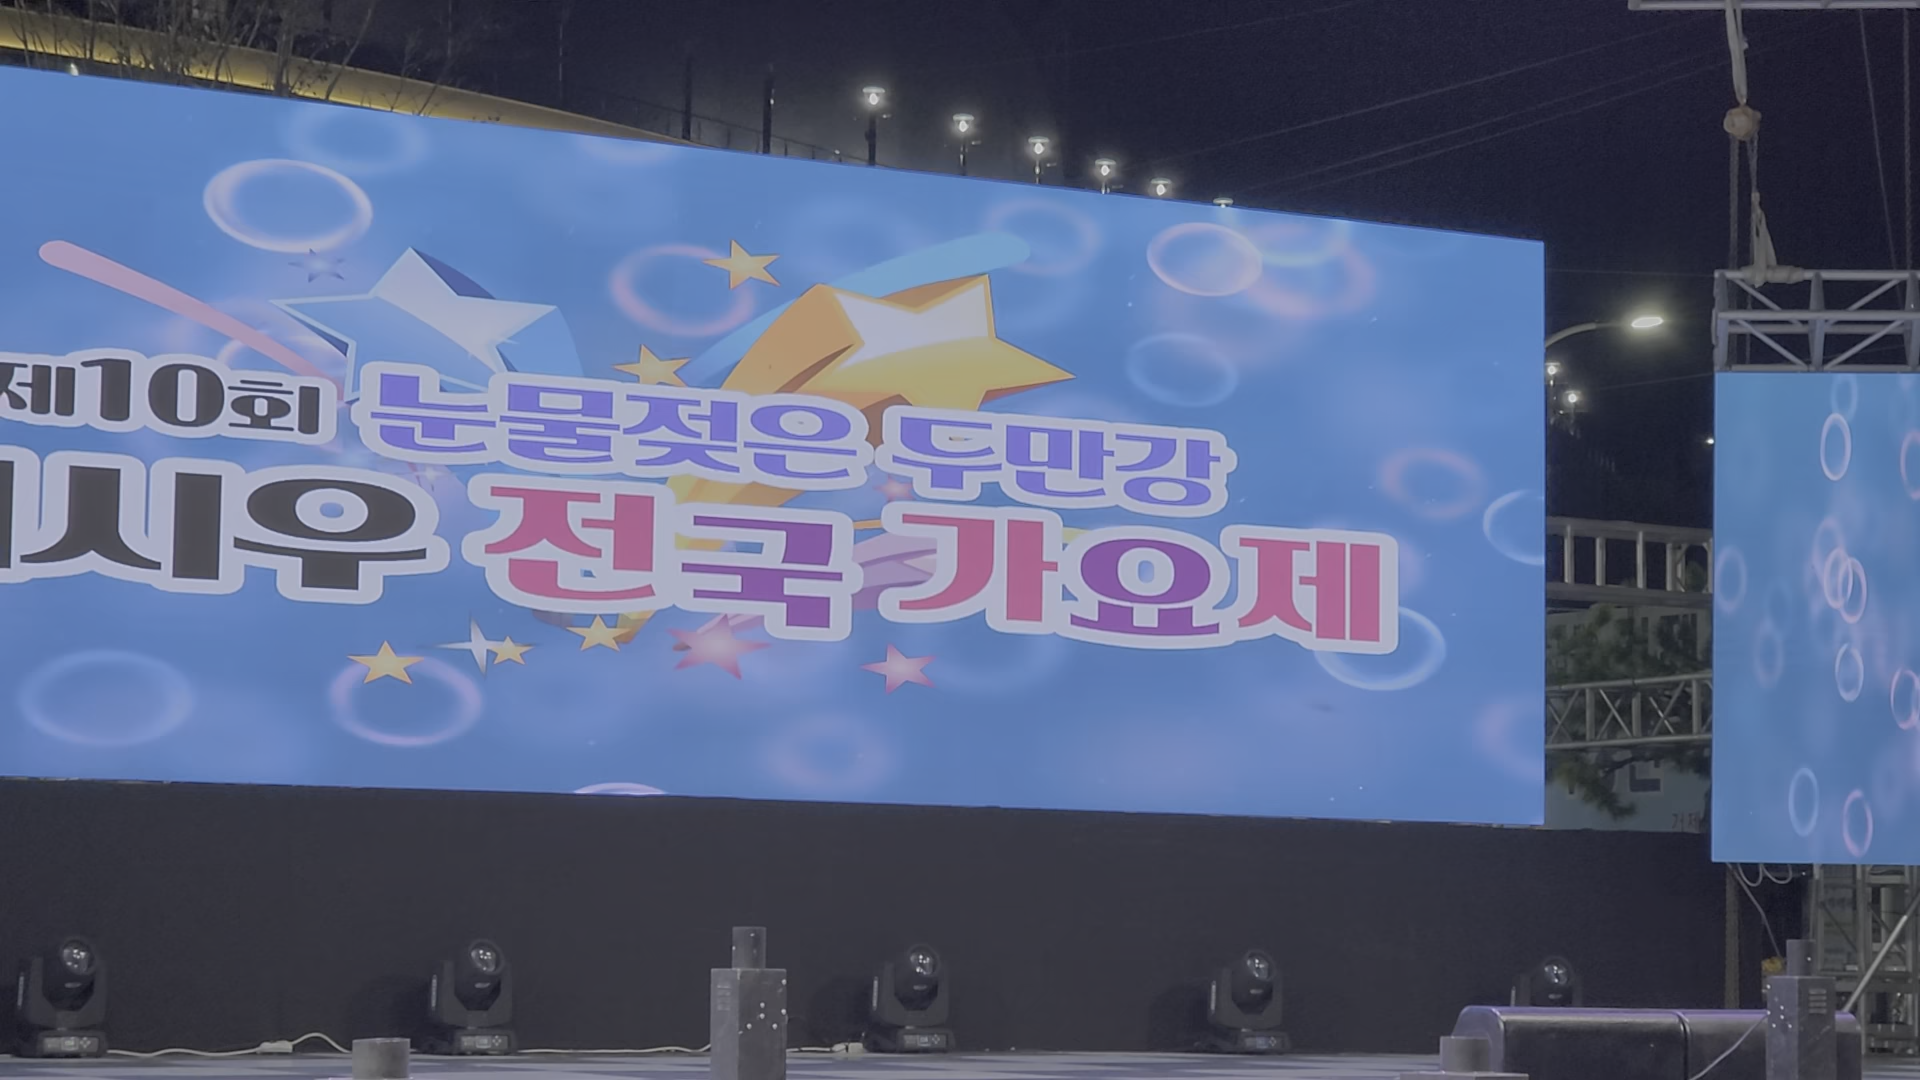 제10회 눈물젖은 두만강
시우 전국 가요제